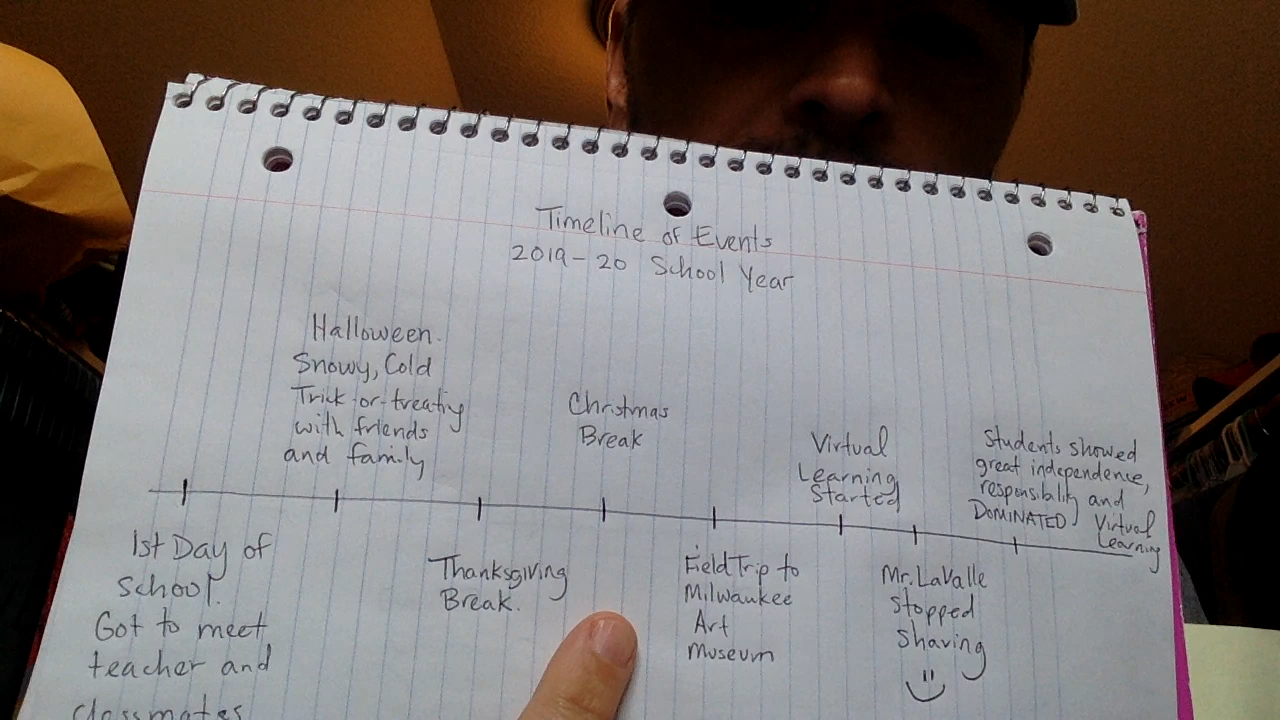 Timeline of Events
2019-20 School Year
Halloween.
Snowy, Cold
Trick-or-treating
with friends
and family
Christmas
Break
Virtual
Learning
Started
Students showed
great independence,
responsibility and
DOMINATED Virtual
Learning
1st Day of
school.
Got to meet
teacher and
classmates
Thanksgiving
Break.
Field Trip to
Milwaukee
Art
Museum
Mr. LaValle
stopped
shaving